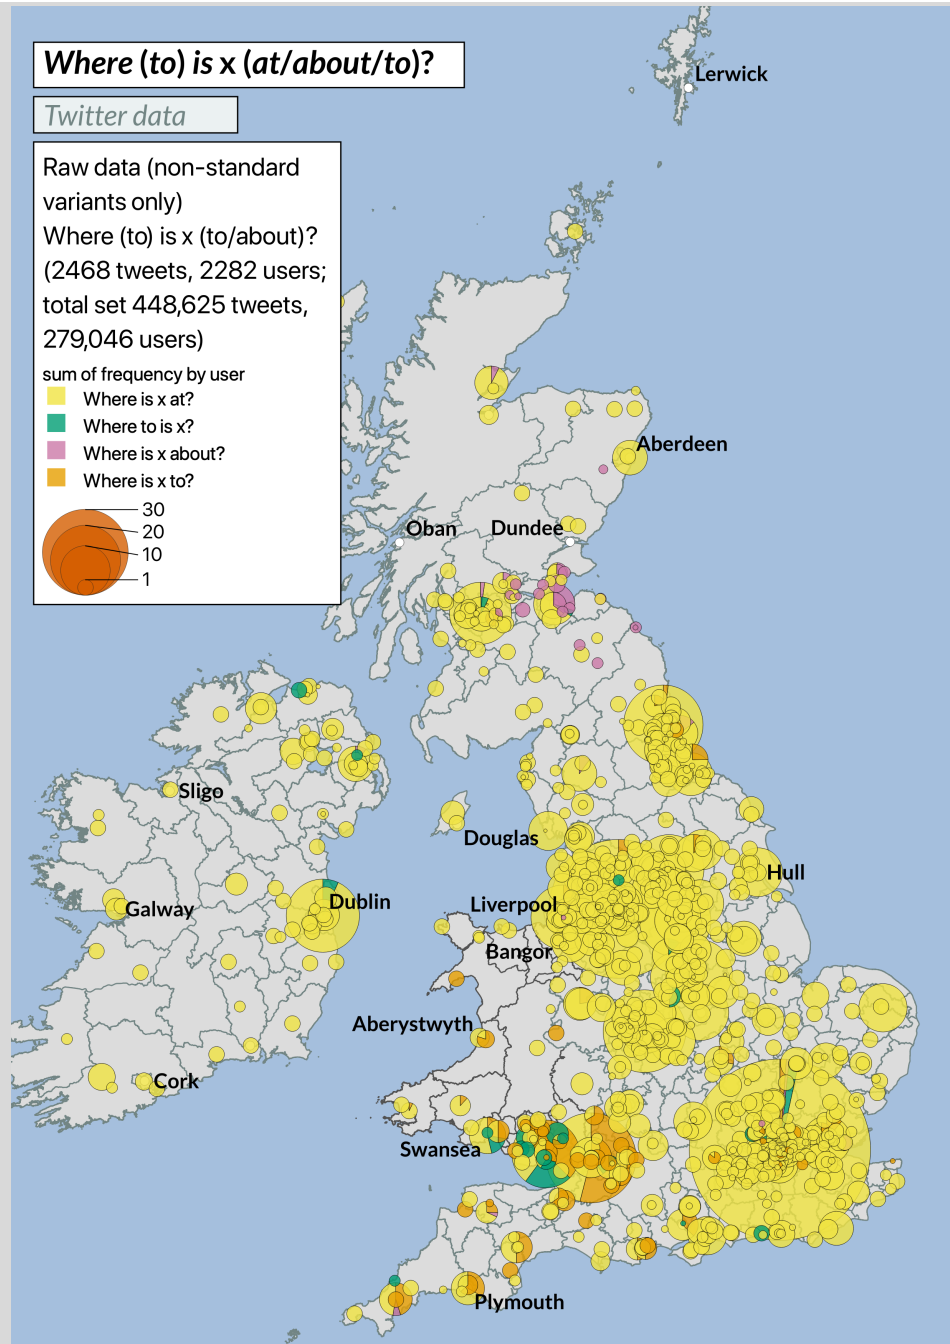 Where (to) is x (at/about/to)?
Twitter data
Raw data (non-standard
variants only)
Where (to) is x (to/about)?
(2468 tweets, 2282 users;
total set 448,625 tweets,
279,046 users)
sum of frequency by user
Where is x at?
Where to is x?
Where is x about?
Where is x to?
30
20
10
1
Lerwick
Aberdeen
Oban
Dundee
Sligo
Douglas
Hull
Dublin
Liverpool
Galway
Bangor
Aberystwyth
Cork
Swansea
Plymouth